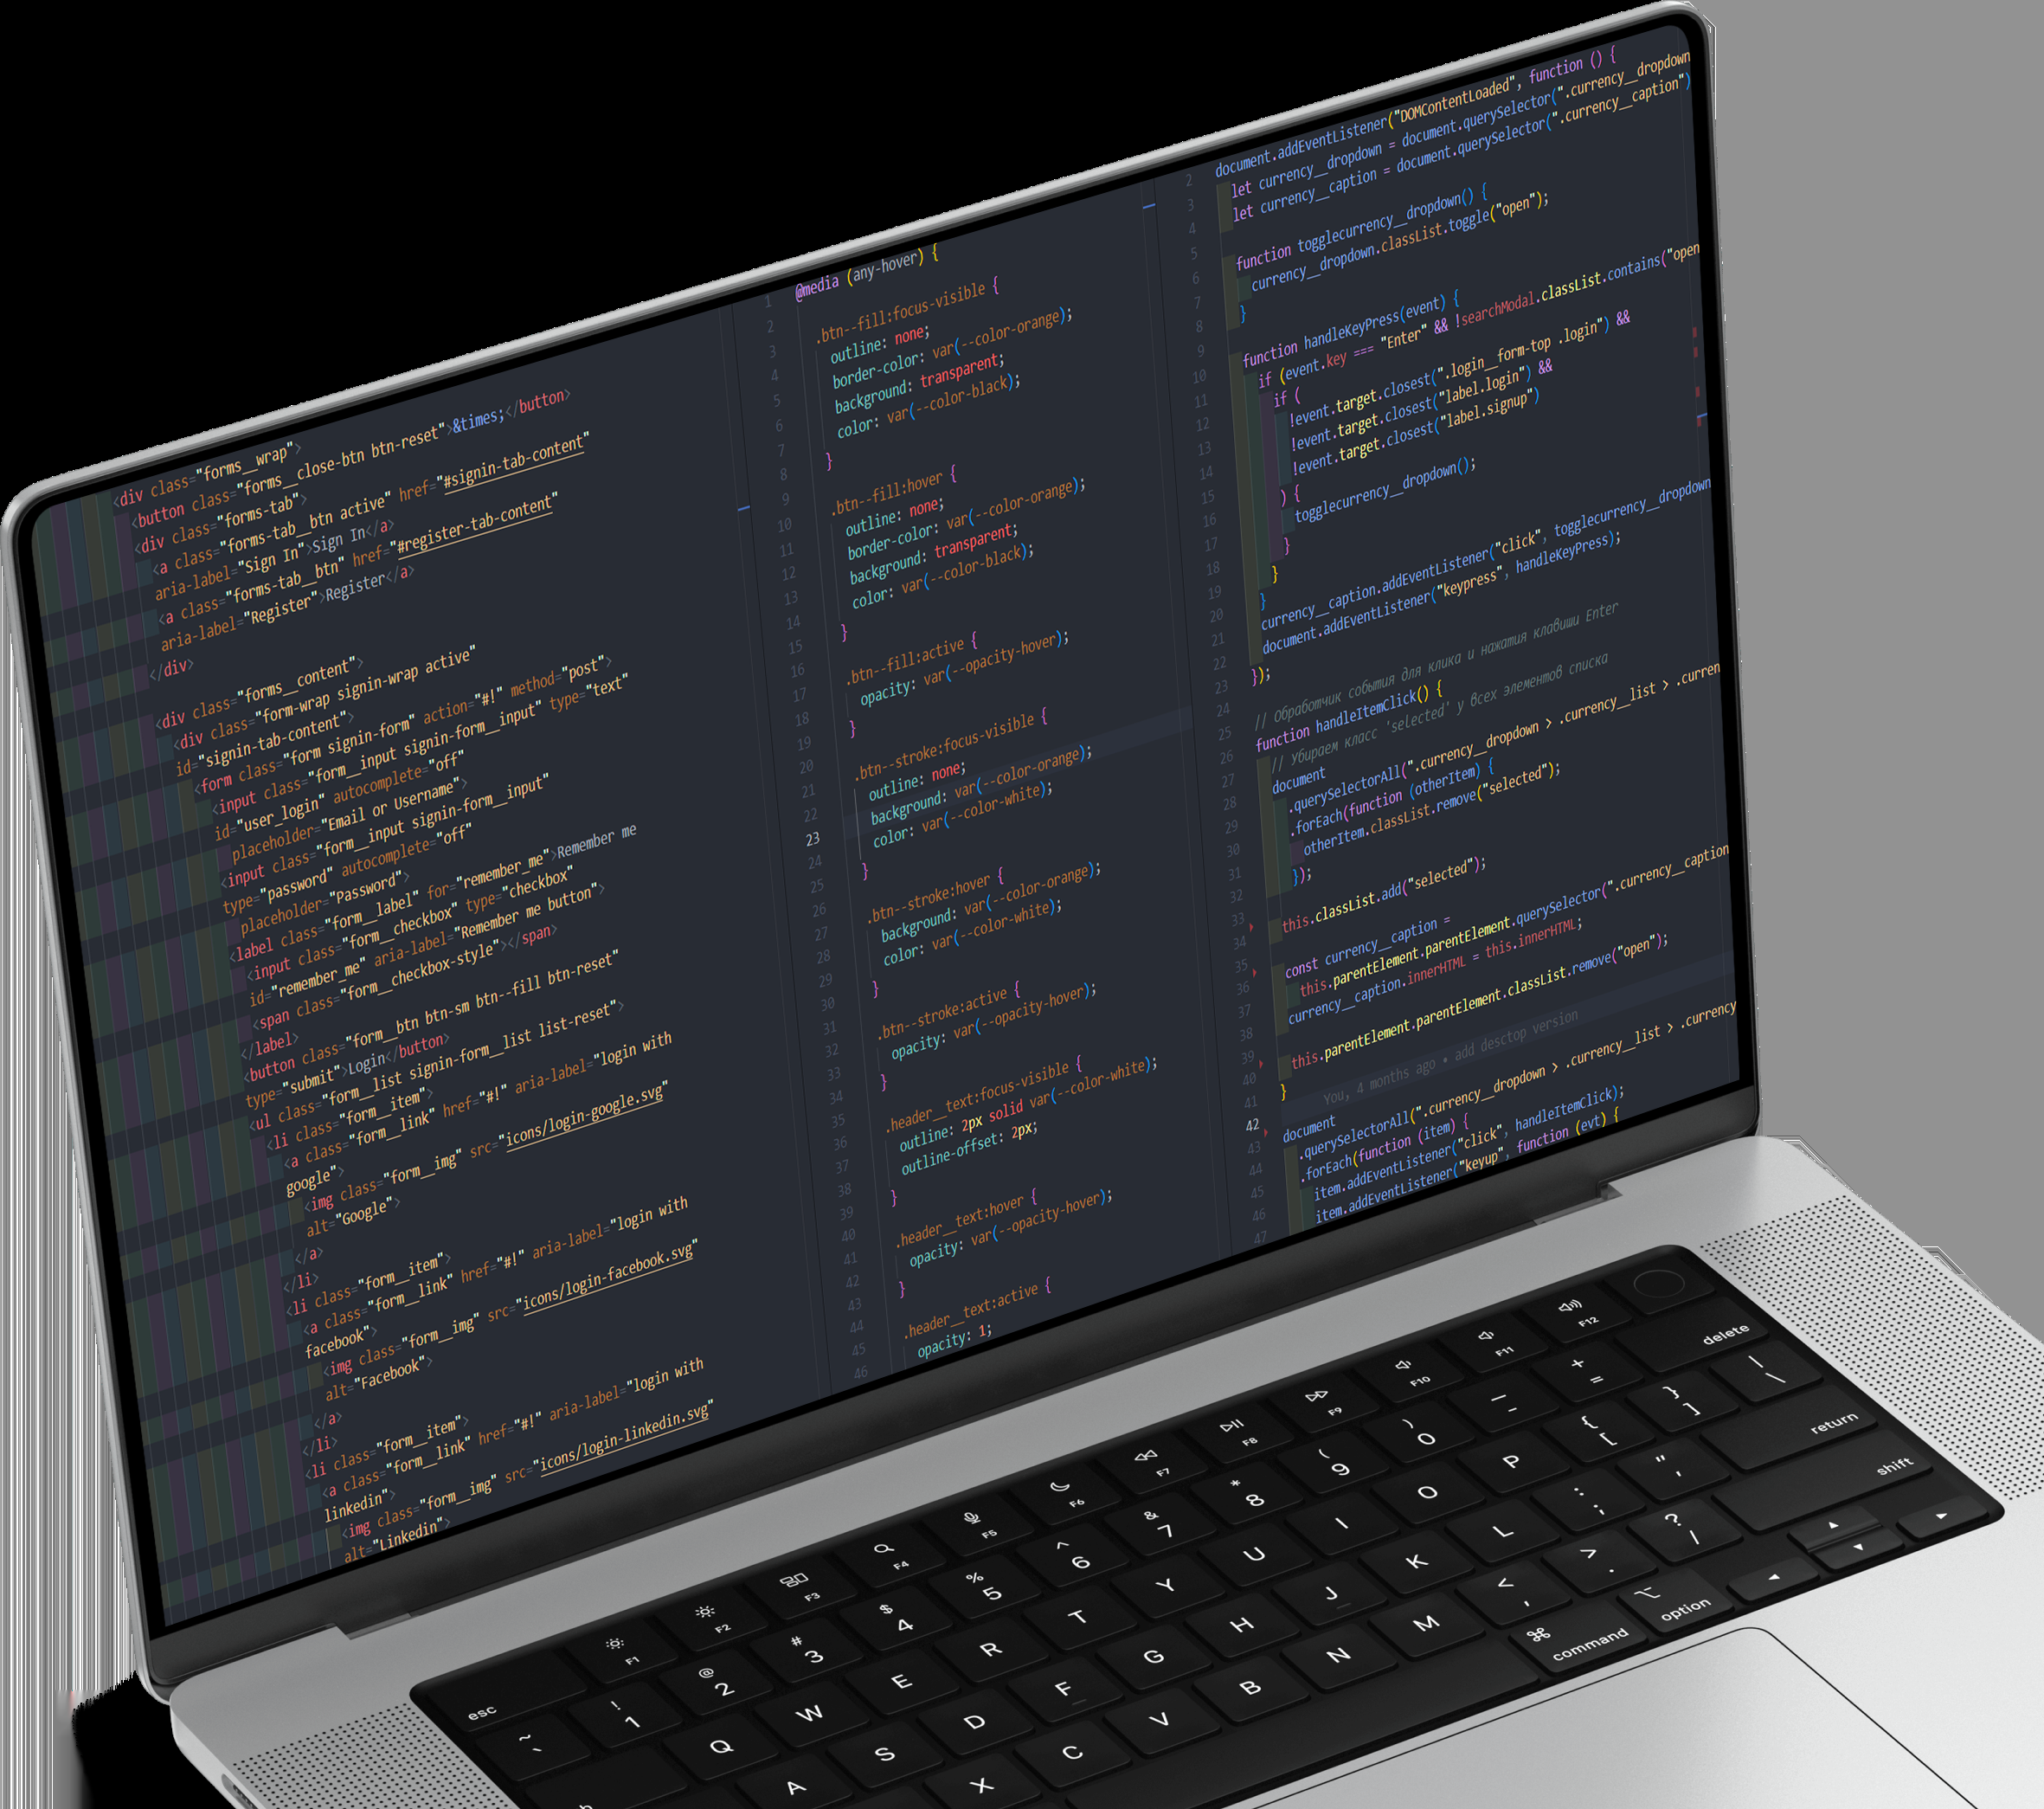 <div class="forms__wrap">
<button class="forms__close-btn btn-reset">&times;</button>
<div class="forms-tab">
<a class="forms-tab__btn active" href="#signin-tab-content"
aria-label="Sign In">Sign In</a>
<a class="forms-tab__btn" href="#register-tab-content"
aria-label="Register">Register</a>
</div>
<div class="forms__content">
<div class="form-wrap signin-wrap active"
id="signin-tab-content">
<form class="form signin-form" action="#!" method="post">
<input class="form__input signin-form__input" type="text"
id="user_login" autocomplete="off"
placeholder="Email or Username">
<input class="form__input signin-form__input"
type="password" autocomplete="off"
placeholder="Password">
<label class="form__label" for="remember_me">Remember me
<input class="form__checkbox" type="checkbox"
id="remember_me" aria-label="Remember me button">
<span class="form__checkbox-style"></span>
</label>
<button class="form__btn btn-sm btn--fill btn-reset"
type="submit">Login</button>
<ul class="form__list signin-form__list list-reset">
<li class="form__item">
<a class="form__link" href="#!" aria-label="login with
google">
<img class="form__img" src="icons/login-google.svg"
alt="Google">
</a>
</li>
<li class="form__item">
<a class="form__link" href="#!" aria-label="login with
facebook">
<img class="form__img" src="icons/login-facebook.svg"
alt="Facebook">
</a>
</li>
<li class="form__item">
<a class="form__link" href="#!" aria-label="login with
linkedin">
<img class="form__img" src="icons/login-linkedin.svg"
alt="Linkedin">
1 @media (any-hover) {
2
3 .btn--fill:focus-visible {
4 outline: none;
5 border-color: var(--color-orange);
6 background: transparent;
7 color: var(--color-black);
8 }
9
10 .btn--fill:hover {
11 outline: none;
12 border-color: var(--color-orange);
13 background: transparent;
14 color: var(--color-black);
15 }
16
17 .btn--fill:active {
18 opacity: var(--opacity-hover);
19 }
20
21 .btn--stroke:focus-visible {
22 outline: none;
23 background: var(--color-orange);
24 color: var(--color-white);
25 }
26
27 .btn--stroke:hover {
28 background: var(--color-orange);
29 color: var(--color-white);
30 }
31
32 .btn--stroke:active {
33 opacity: var(--opacity-hover);
34 }
35
36 .header__text:focus-visible {
37 outline: 2px solid var(--color-white);
38 outline-offset: 2px;
39 }
40
41 .header__text:hover {
42 opacity: var(--opacity-hover);
43 }
44
45 .header__text:active {
46 opacity: 1;
document.addEventListener("DOMContentLoaded", function () {
2 let currency__dropdown = document.querySelector(".currency__dropdown
3 let currency__caption = document.querySelector(".currency__caption")
4
5 function togglecurrency__dropdown() {
6 currency__dropdown.classList.toggle("open");
7 }
8
9 function handleKeyPress(event) {
10 if (event.key === "Enter" && !searchModal.classList.contains("open
11 if (
12 !event.target.closest(".login__form-top .login") &&
13 !event.target.closest("label.login") &&
14 !event.target.closest("label.signup")
15 ) {
16 togglecurrency__dropdown();
17 }
18 }
19 }
20 currency__caption.addEventListener("click", togglecurrency__dropdown
21 document.addEventListener("keypress", handleKeyPress);
22 });
23
24 // Обработчик события для клика и нажатия клавиши Enter
25 function handleItemClick() {
26 // Убираем класс 'selected' у всех элементов списка
27 document
28 .querySelectorAll(".currency__dropdown > .currency__list > .curren
29 .forEach(function (otherItem) {
30 otherItem.classList.remove("selected");
31 });
32
33 this.classList.add("selected");
34
35 const currency__caption =
36 this.parentElement.parentElement.querySelector(".currency__caption
37 currency__caption.innerHTML = this.innerHTML;
38
39 this.parentElement.parentElement.classList.remove("open");
40 }
41 You, 4 months ago • add desctop version
42 document
43 .querySelectorAll(".currency__dropdown > .currency__list > .currency
44 .forEach(function (item) {
45 item.addEventListener("click", handleItemClick);
46 item.addEventListener("keyup", function (evt) {
47
esc F1 F2 F3 F4 F5 F6 F7 F8 F9 F10 F11 F12
~ ` ! 1 @ 2 # 3 $ 4 % 5 ^ 6 & 7 * 8 ( 9 ) 0 — - + = delete
Q W E R T Y U I O P { [ } ] | \
A S D F G H J K L : ; " ' return
X C V B N M < , > . ? / shift
⌘ command ⌥ option